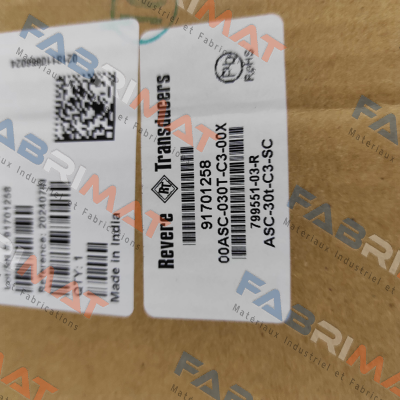 Revere Transducers
91701258
00ASC-030T-C3-00X
799551-03-R
ASC-30t-C3-SC
RoHS
QTY: 1
Made in India
FABRIMAT
Matériaux Industriel et Fabrications